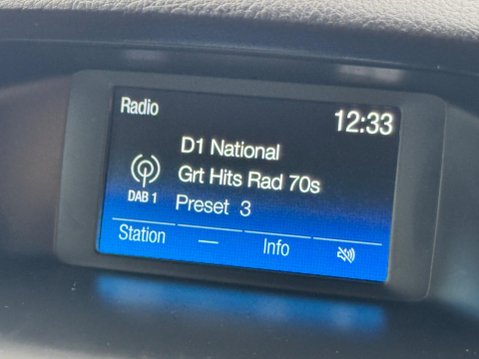 Radio 12:33
D1 National
Grt Hits Rad 70s
DAB 1 Preset 3
Station — Info